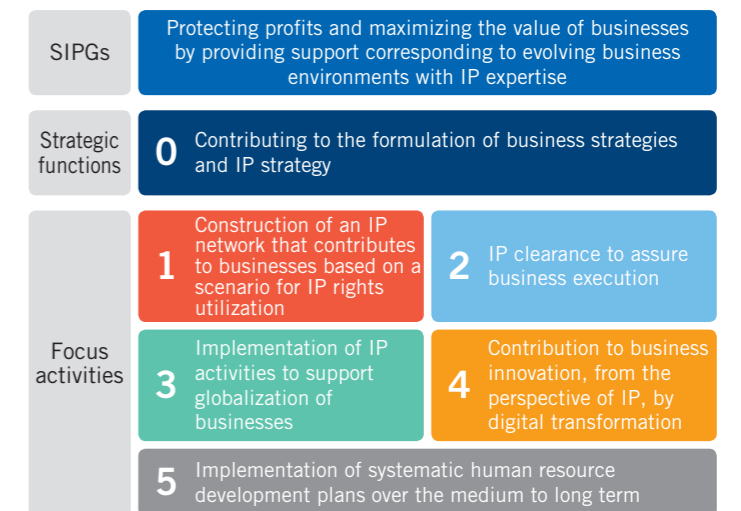 SIPGs
Protecting profits and maximizing the value of businesses
by providing support corresponding to evolving business
environments with IP expertise
Strategic
functions
0
Contributing to the formulation of business strategies
and IP strategy
Focus
activities
1
Construction of an IP
network that contributes
to businesses based on a
scenario for IP rights
utilization
2
IP clearance to assure
business execution
3
Implementation of IP
activities to support
globalization of
businesses
4
Contribution to business
innovation, from the
perspective of IP, by
digital transformation
5
Implementation of systematic human resource
development plans over the medium to long term